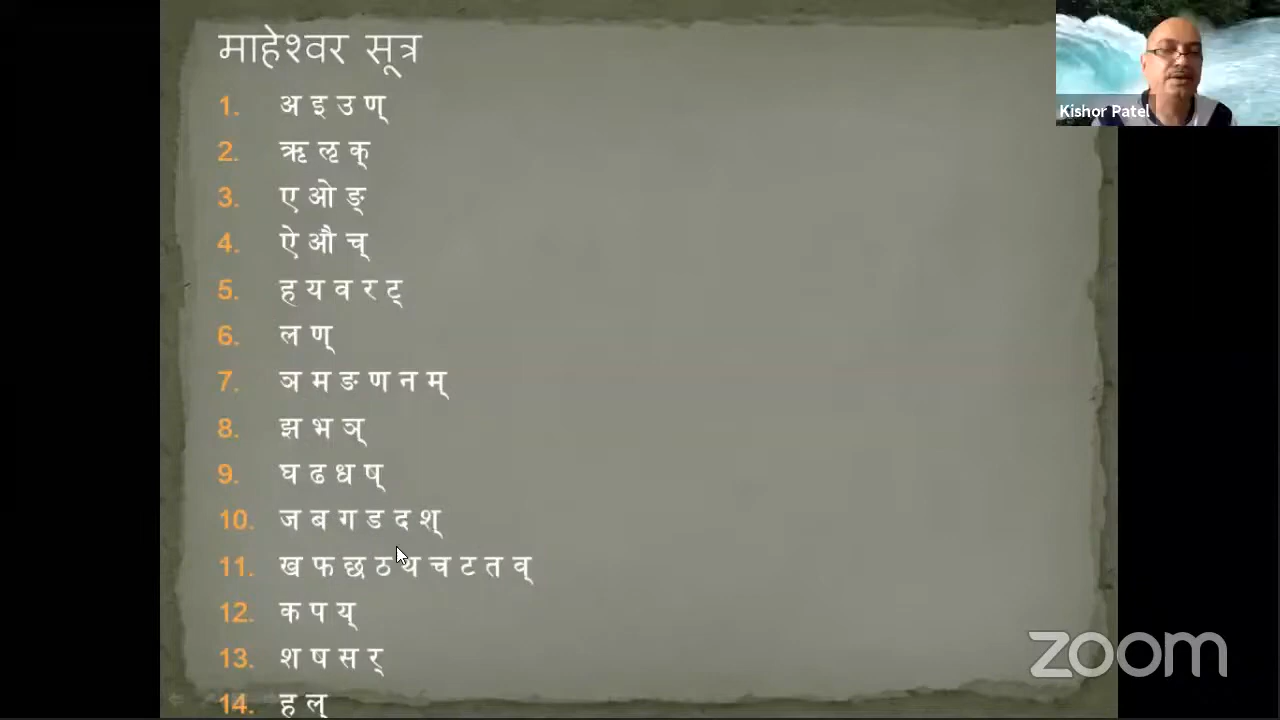 माहेश्वर सूत्र
1. अ इ उ ण्
2. ऋ ऌ क्
3. ए ओ ङ्
4. ऐ औ च्
5. ह य व र ट्
6. ल ण्
7. ञ म ङ ण न म्
8. झ भ ञ्
9. घ ढ ध ष्
10. ज ब ग ड द श्
11. ख फ छ ठ थ च ट त व्
12. क प य्
13. श ष स र्
14. ह ल्
Kishor Patel
zoom